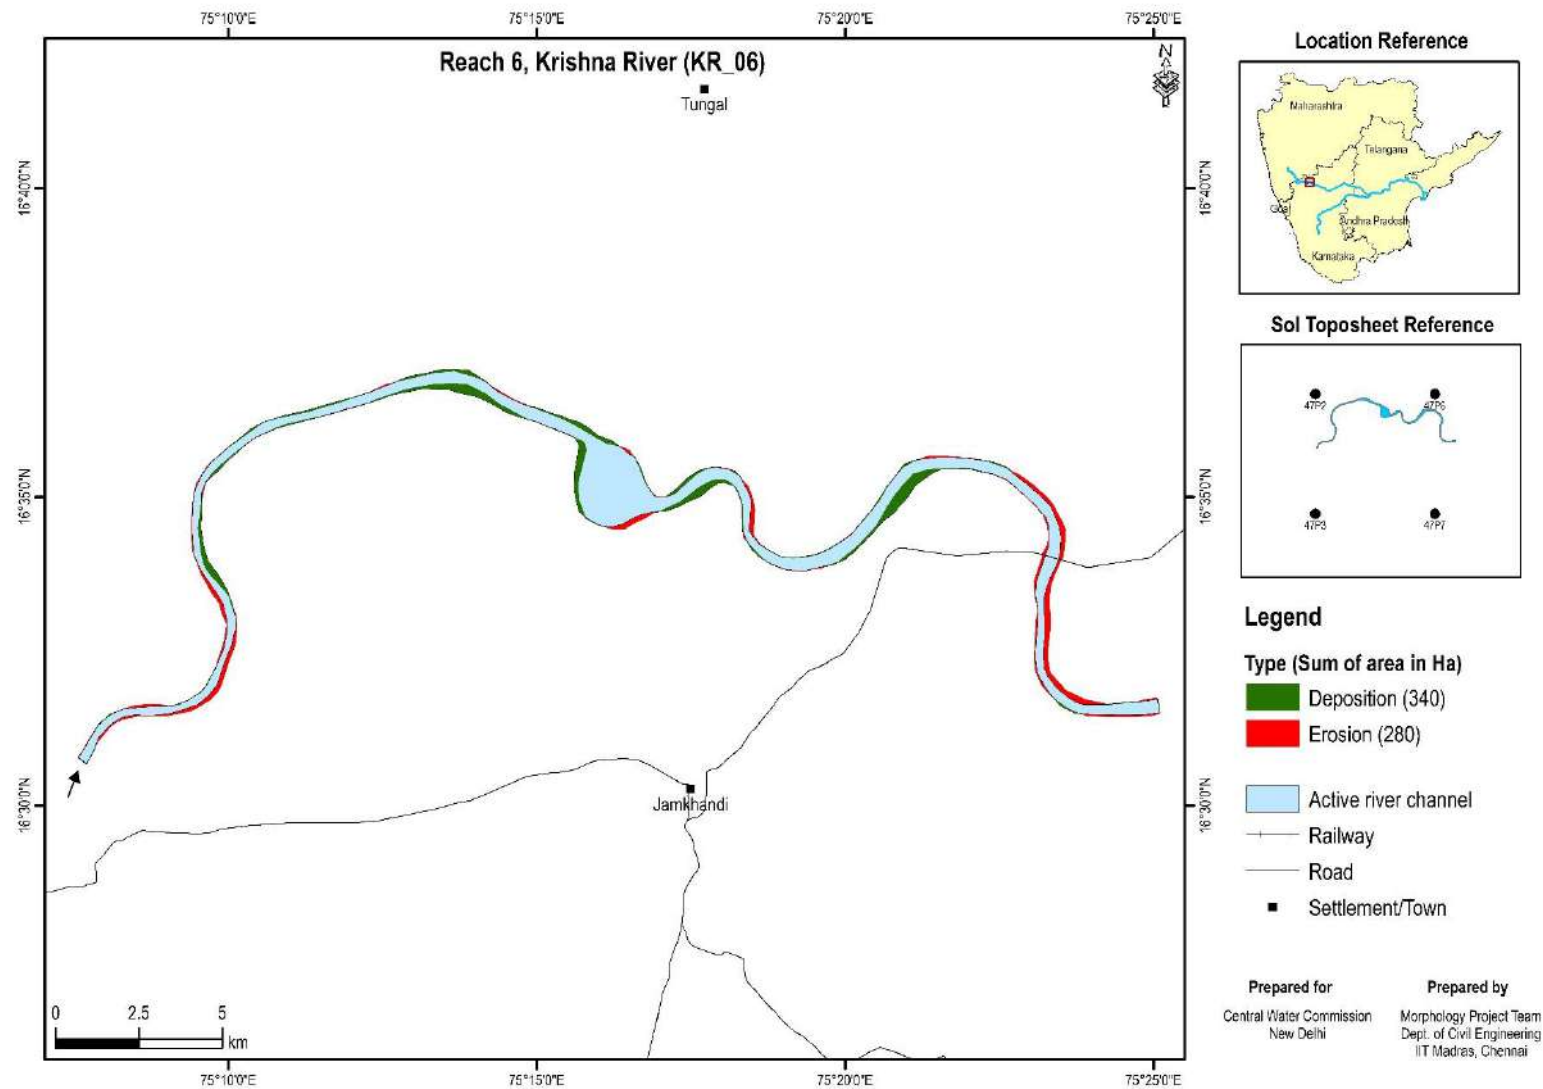 75°10'0"E 75°15'0"E 75°20'0"E 75°25'0"E
Reach 6, Krishna River (KR_06)
N
Tungal
16°40'0"N 16°40'0"N
16°35'0"N 16°35'0"N
16°30'0"N 16°30'0"N
Jamkhandi
0 2.5 5
km
75°10'0"E 75°15'0"E 75°20'0"E 75°25'0"E
Location Reference
Maharashtra
Telangana
Goa
Andhra Pradesh
Karnataka
SoI Toposheet Reference
47P2 47P6
47P3 47P7
Legend
Type (Sum of area in Ha)
Deposition (340)
Erosion (280)
Active river channel
Railway
Road
Settlement/Town
Prepared for
Central Water Commission
New Delhi
Prepared by
Morphology Project Team
Dept. of Civil Engineering
IIT Madras, Chennai